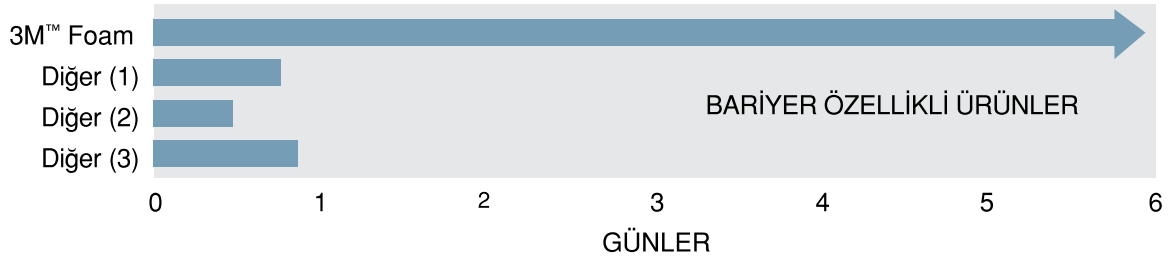 3M™ Foam
Diğer (1)
Diğer (2)
Diğer (3)
BARİYER ÖZELLİKLİ ÜRÜNLER
0 1 2 3 4 5 6
GÜNLER